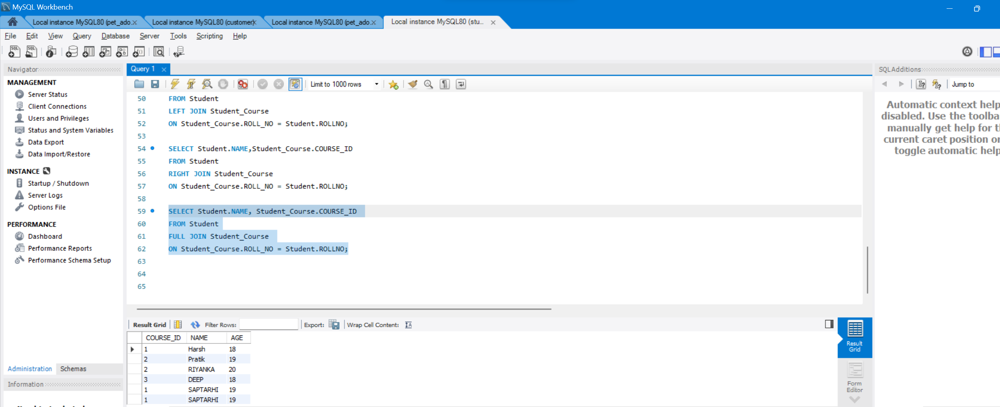 MySQL Workbench
Local instance MySQL80 (pet_ado.
Local instance MySQL80 (customer)
Local instance MySQL80 (pet_ado.
Local instance MySQL80 (stu...
File Edit View Query Database Server Tools Scripting Help
Navigator
MANAGEMENT
Server Status
Client Connections
Users and Privileges
Status and System Variables
Data Export
Data Import/Restore
INSTANCE
Startup / Shutdown
Server Logs
Options File
PERFORMANCE
Dashboard
Performance Reports
Performance Schema Setup
Administration Schemas
Information
Query 1
Limit to 1000 rows
50 FROM Student
51 LEFT JOIN Student_Course
52 ON Student_Course.ROLL_NO = Student.ROLLNO;
53
54 SELECT Student.NAME,Student_Course.COURSE_ID
55 FROM Student
56 RIGHT JOIN Student_Course
57 ON Student_Course.ROLL_NO = Student.ROLLNO;
58
59 SELECT Student.NAME, Student_Course.COURSE_ID
60 FROM Student
61 FULL JOIN Student_Course
62 ON Student_Course.ROLL_NO = Student.ROLLNO;
63
64
65
Result Grid Filter Rows: Export: Wrap Cell Content:
COURSE_ID NAME AGE
1 Harsh 18
2 Pratik 19
2 RIYANKA 20
3 DEEP 18
1 SAPTARHI 19
1 SAPTARHI 19
Result
Grid
Form
Editor
SQLAdditions
Jump to
Automatic context help
disabled. Use the toolba
manually get help for
current caret position or
toggle automatic help